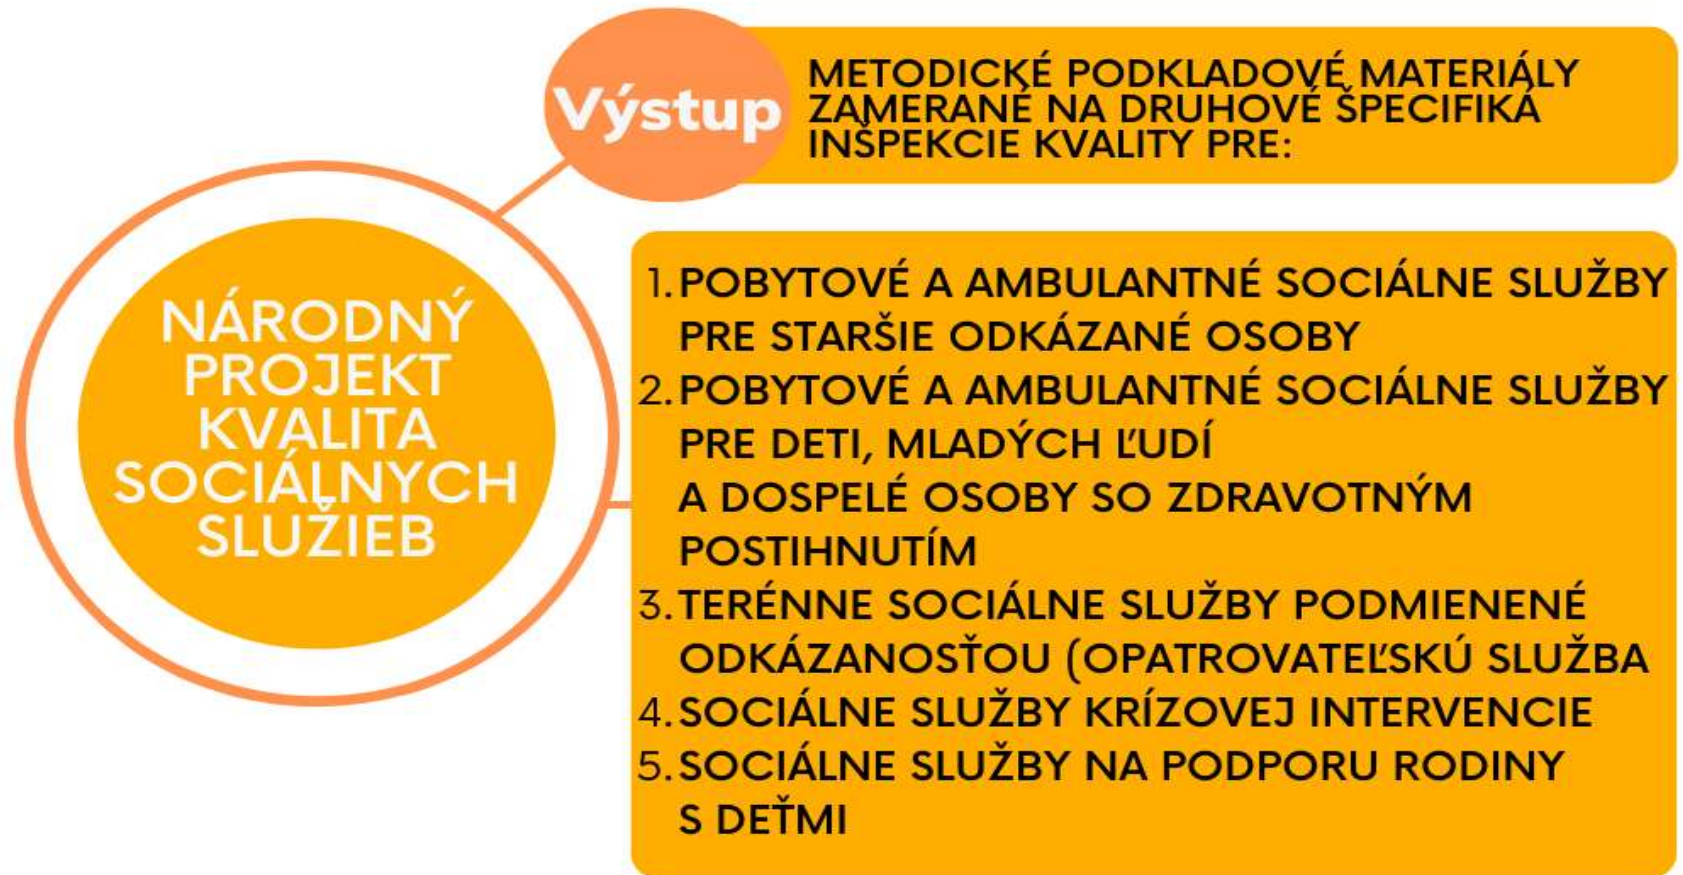 Výstup
METODICKÉ PODKLADOVÉ MATERIÁLY
ZAMERANÉ NA DRUHOVÉ ŠPECIFIKÁ
INŠPEKCIE KVALITY PRE:
NÁRODNÝ
PROJEKT
KVALITA
SOCIÁLNYCH
SLUŽIEB
1. POBYTOVÉ A AMBULANTNÉ SOCIÁLNE SLUŽBY
PRE STARŠIE ODKÁZANÉ OSOBY
2. POBYTOVÉ A AMBULANTNÉ SOCIÁLNE SLUŽBY
PRE DETI, MLADÝCH ĽUDÍ
A DOSPELÉ OSOBY SO ZDRAVOTNÝM
POSTIHNUTÍM
3. TERÉNNE SOCIÁLNE SLUŽBY PODMIENENÉ
ODKÁZANOSŤOU (OPATROVATEĽSKÚ SLUŽBA
4. SOCIÁLNE SLUŽBY KRÍZOVEJ INTERVENCIE
5. SOCIÁLNE SLUŽBY NA PODPORU RODINY
S DEŤMI